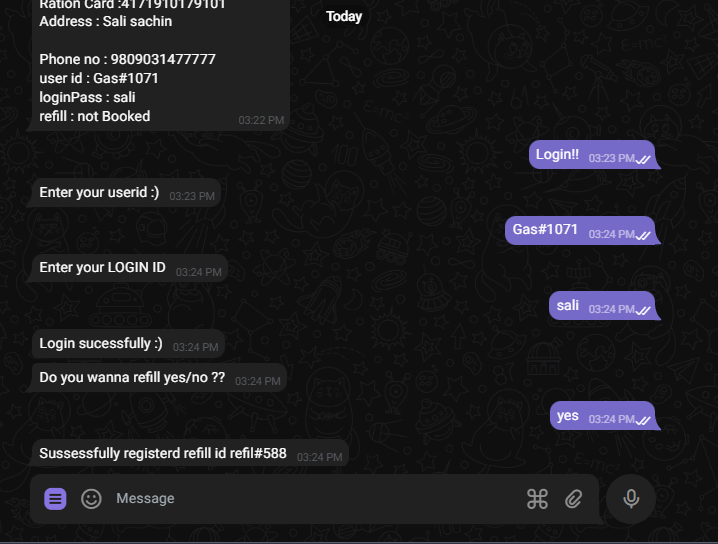 Today
Ration Card :4171910179101
Address : Sali sachin
Phone no : 9809031477777
user id : Gas#1071
loginPass : sali
refill : not Booked
03:22 PM
Login!! 03:23 PM
Enter your userid :) 03:23 PM
Gas#1071 03:24 PM
Enter your LOGIN ID 03:24 PM
sali 03:24 PM
Login sucessfully :) 03:24 PM
Do you wanna refill yes/no ?? 03:24 PM
yes 03:24 PM
Sussessfully registerd refill id refil#588 03:24 PM
Message